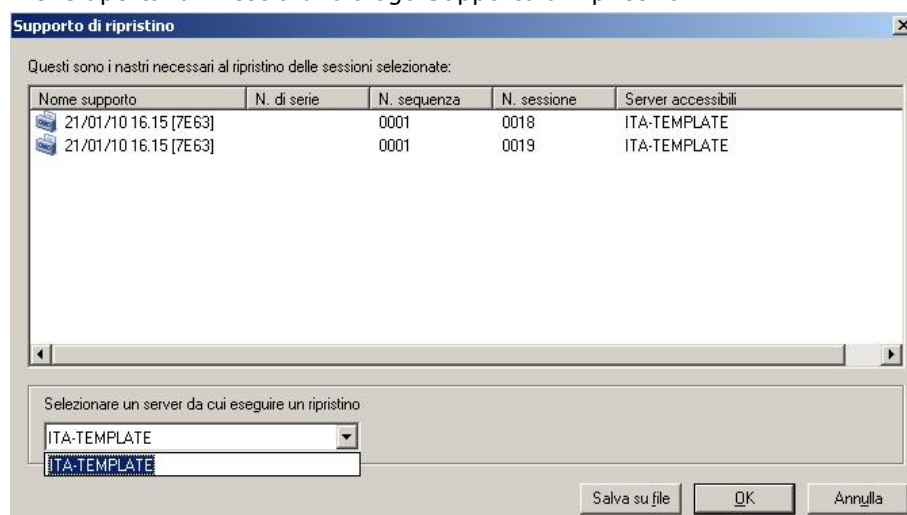 Supporto di ripristino
Questi sono i nastri necessari al ripristino delle sessioni selezionate:
Nome supporto N. di serie N. sequenza N. sessione Server accessibili
21/01/10 16.15 [7E63] 0001 0018 ITA-TEMPLATE
21/01/10 16.15 [7E63] 0001 0019 ITA-TEMPLATE
Selezionare un server da cui eseguire un ripristino
ITA-TEMPLATE
ITA-TEMPLATE
Salva su file OK Annulla